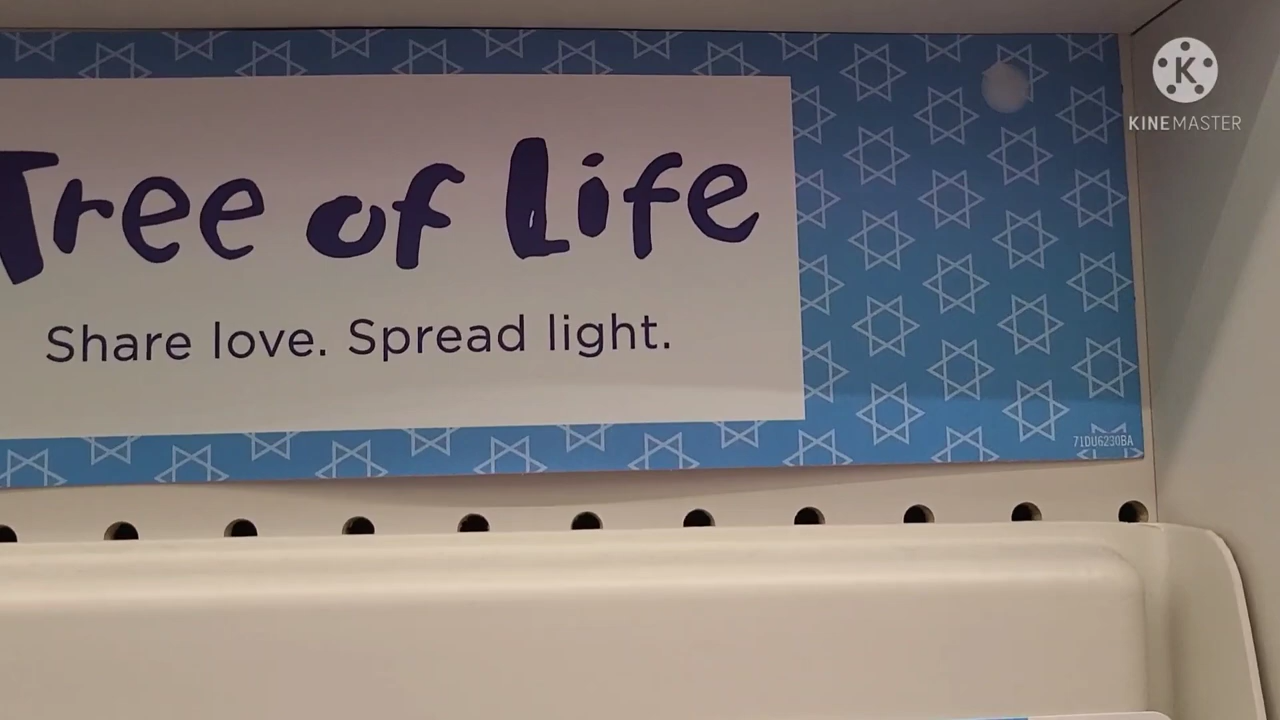 Tree of Life
Share love. Spread light.
71DU6230BA
K
KINEMASTER